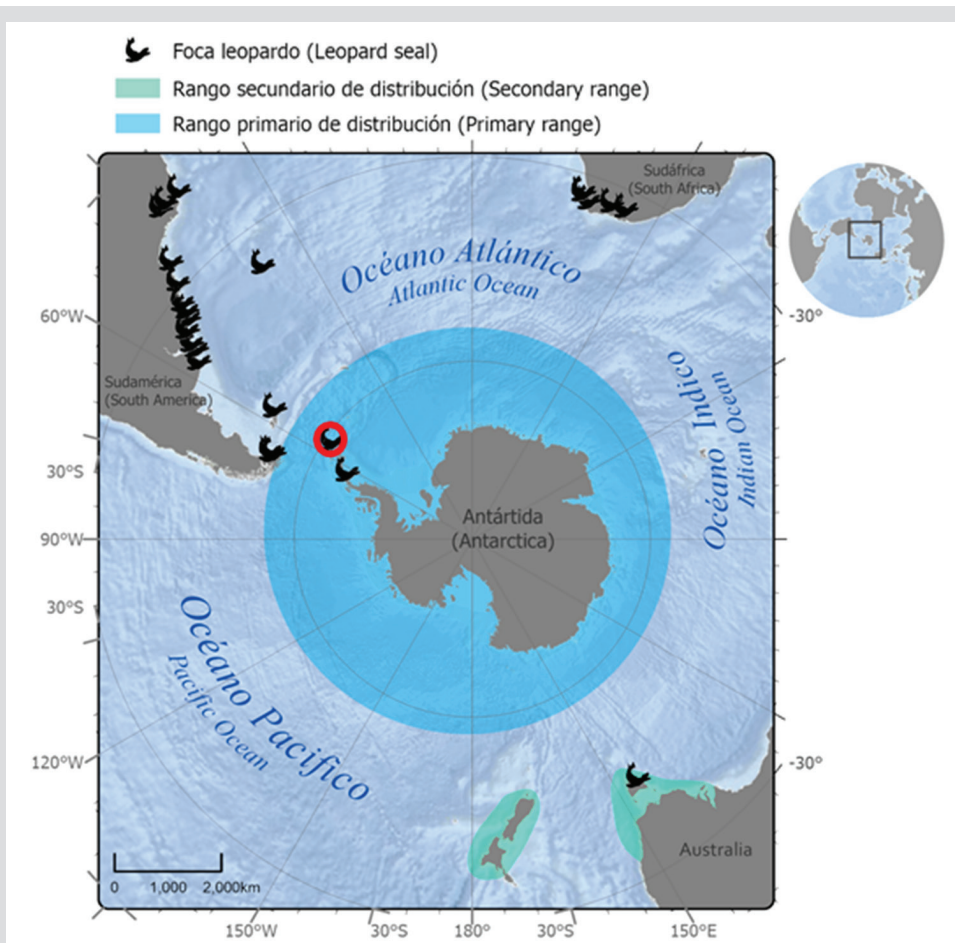 Foca leopardo (Leopard seal)
Rango secundario de distribución (Secondary range)
Rango primario de distribución (Primary range)
Sudáfrica
(South Africa)
Océano Atlántico
Atlantic Ocean
60°W
-30°
Sudamérica
(South America)
Océano Indico
Indian Ocean
30°S
Antártida
(Antarctica)
90°W
30°S
Océano Pacifico
Pacific Ocean
120°W
-30°
Australia
0 1,000 2,000km
150°W 30°S 180° 30°S 150°E